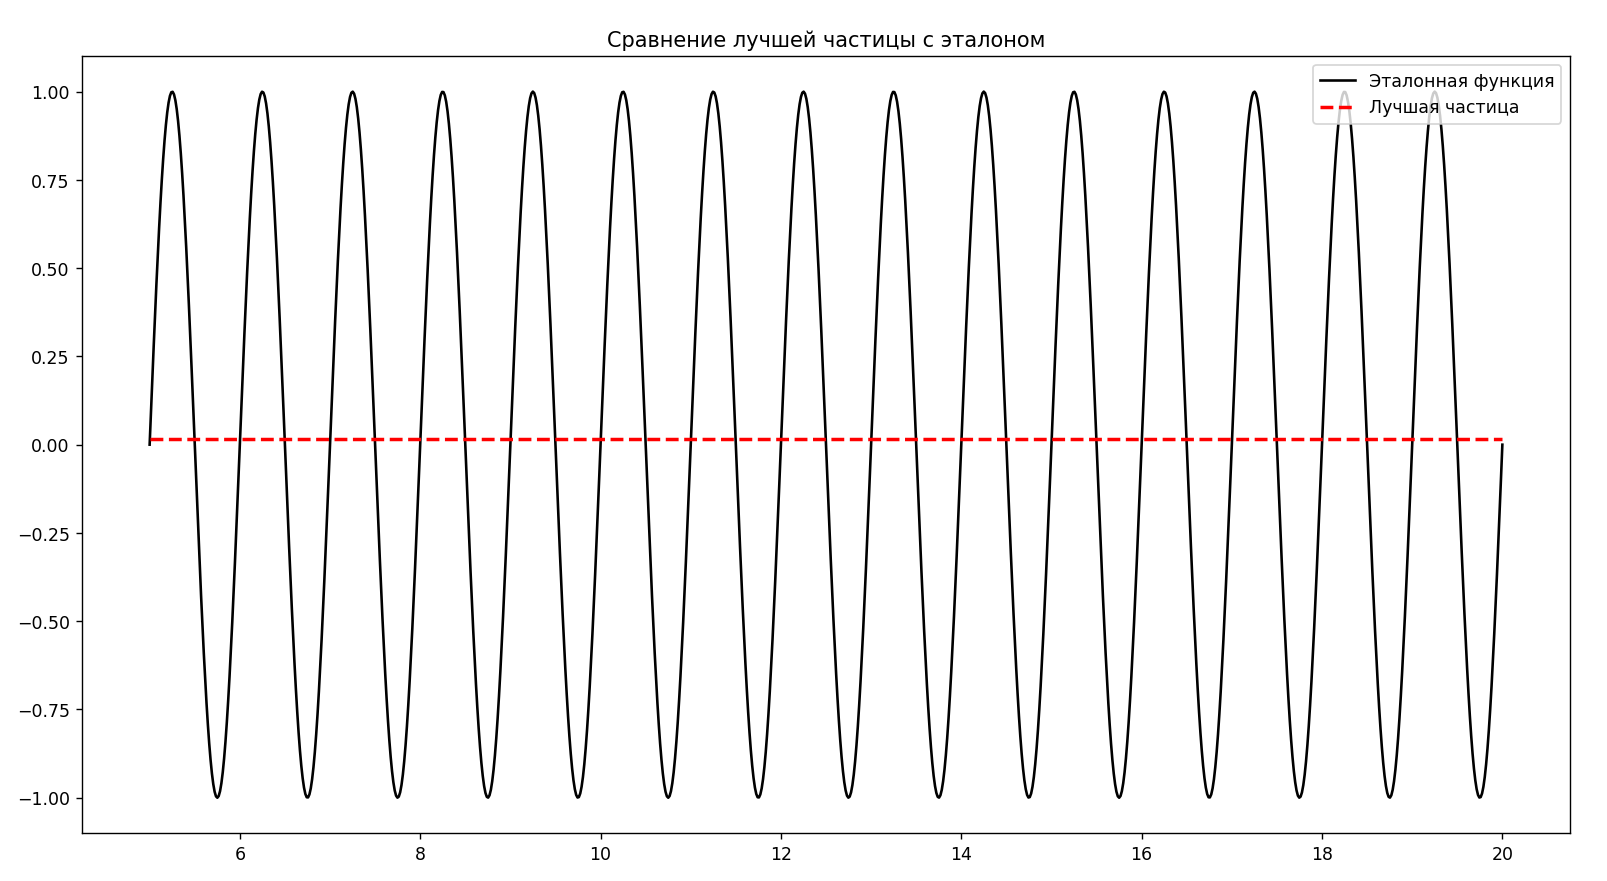 Сравнение лучшей частицы с эталоном
Эталонная функция
Лучшая частица
1.00
0.75
0.50
0.25
0.00
−0.25
−0.50
−0.75
−1.00
6 8 10 12 14 16 18 20